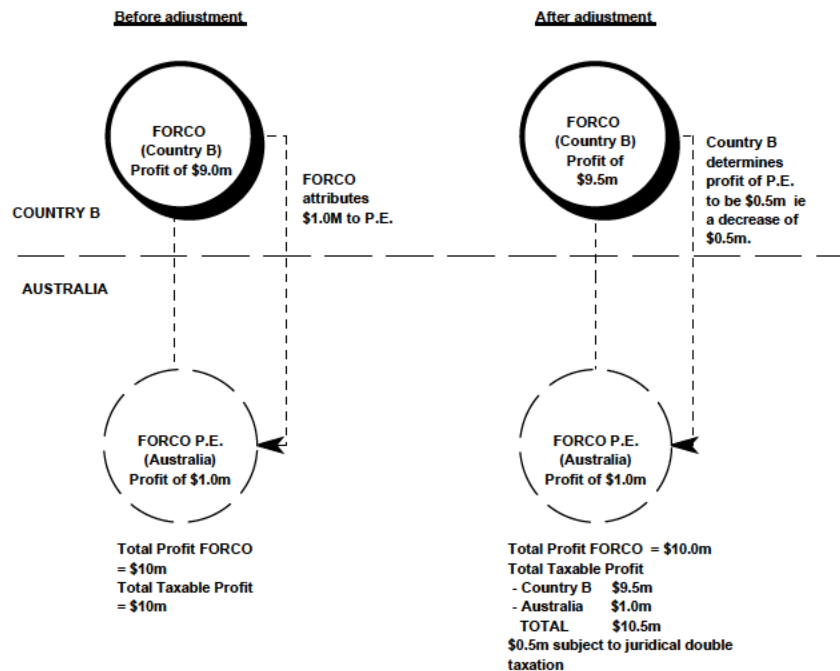 Before adjustment
FORCO
(Country B)
Profit of $9.0m
FORCO
attributes
$1.0M to P.E.
COUNTRY B
AUSTRALIA
FORCO P.E.
(Australia)
Profit of $1.0m
Total Profit FORCO
= $10m
Total Taxable Profit
= $10m
After adjustment
FORCO
(Country B)
Profit of
$9.5m
Country B
determines
profit of P.E.
to be $0.5m ie
a decrease of
$0.5m.
FORCO P.E.
(Australia)
Profit of $1.0m
Total Profit FORCO = $10.0m
Total Taxable Profit
- Country B $9.5m
- Australia $1.0m
TOTAL $10.5m
$0.5m subject to juridical double
taxation